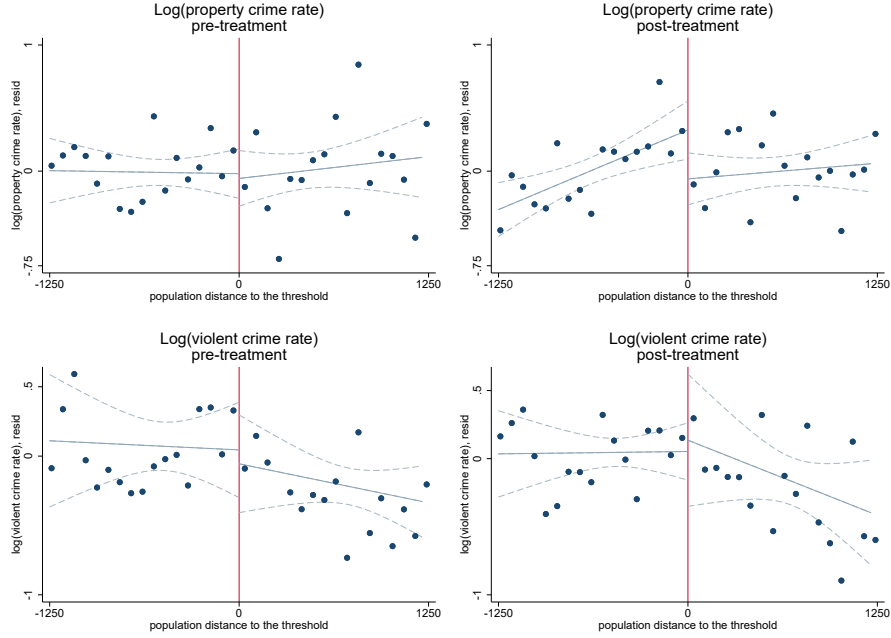 Log(property crime rate)
pre-treatment
log(property crime rate), resid
1
0
-.75
-1250
0
1250
population distance to the threshold
Log(property crime rate)
post-treatment
log(property crime rate), resid
1
0
-.75
-1250
0
1250
population distance to the threshold
Log(violent crime rate)
pre-treatment
log(violent crime rate), resid
.5
0
-1
-1250
0
1250
population distance to the threshold
Log(violent crime rate)
post-treatment
log(violent crime rate), resid
.5
0
-1
-1250
0
1250
population distance to the threshold